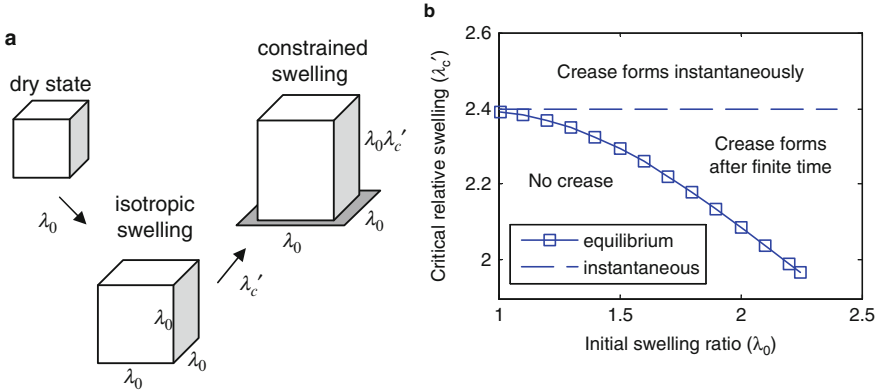 a
dry state
λ0
isotropic
swelling
λ0
λ0
λ0
λc′
constrained
swelling
λ0λc′
λ0
λ0
b
Critical relative swelling (λc′)
2.6
2.4
2.2
2
1
1.5
2
2.5
Initial swelling ratio (λ0)
Crease forms instantaneously
Crease forms
after finite time
No crease
equilibrium
instantaneous